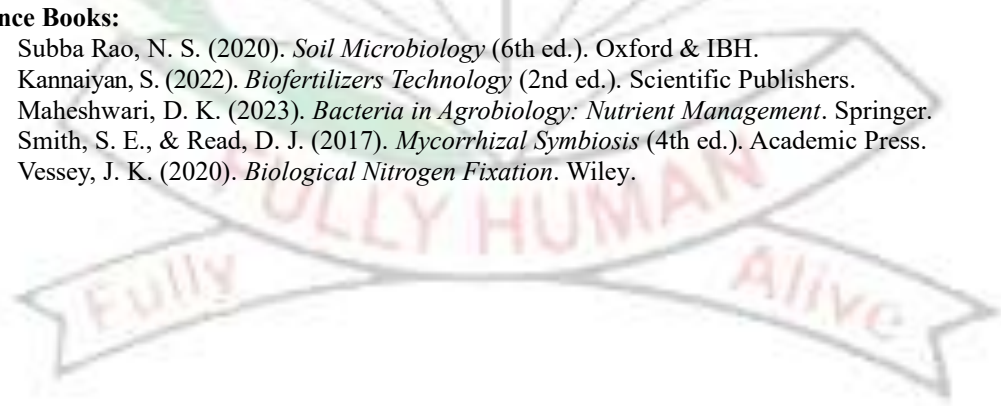 nce Books:
Subba Rao, N. S. (2020). Soil Microbiology (6th ed.). Oxford & IBH.
Kannaiyan, S. (2022). Biofertilizers Technology (2nd ed.). Scientific Publishers.
Maheshwari, D. K. (2023). Bacteria in Agrobiology: Nutrient Management. Springer.
Smith, S. E., & Read, D. J. (2017). Mycorrhizal Symbiosis (4th ed.). Academic Press.
Vessey, J. K. (2020). Biological Nitrogen Fixation. Wiley.
FULLY HUMAN
Fully Alive